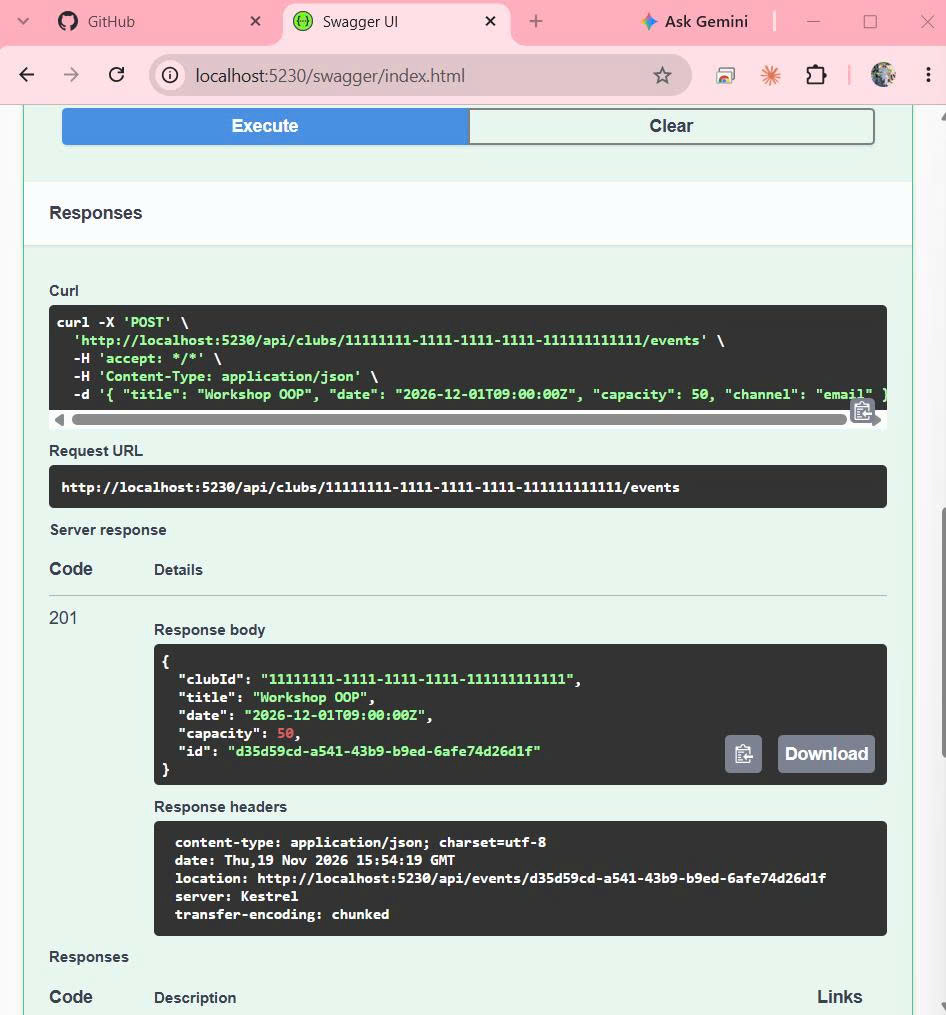 GitHub
Swagger UI
Ask Gemini
localhost:5230/swagger/index.html
Execute
Clear
Responses
Curl
curl -X 'POST' \
'http://localhost:5230/api/clubs/11111111-1111-1111-1111-111111111111/events' \
-H 'accept: */*' \
-H 'Content-Type: application/json' \
-d '{ "title": "Workshop OOP", "date": "2026-12-01T09:00:00Z", "capacity": 50, "channel": "email" }
Request URL
http://localhost:5230/api/clubs/11111111-1111-1111-1111-111111111111/events
Server response
Code Details
201
Response body
{
"clubId": "11111111-1111-1111-1111-111111111111",
"title": "Workshop OOP",
"date": "2026-12-01T09:00:00Z",
"capacity": 50,
"id": "d35d59cd-a541-43b9-b9ed-6afe74d26d1f"
}
Download
Response headers
content-type: application/json; charset=utf-8
date: Thu,19 Nov 2026 15:54:19 GMT
location: http://localhost:5230/api/events/d35d59cd-a541-43b9-b9ed-6afe74d26d1f
server: Kestrel
transfer-encoding: chunked
Responses
Code Description Links